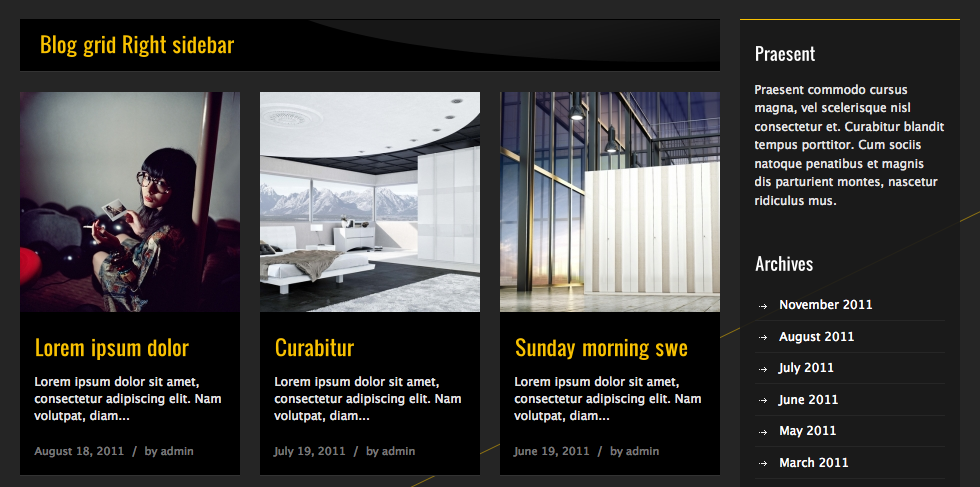 Blog grid Right sidebar
Lorem ipsum dolor
Lorem ipsum dolor sit amet,
consectetur adipiscing elit. Nam
volutpat, diam...
August 18, 2011 / by admin
Curabitur
Lorem ipsum dolor sit amet,
consectetur adipiscing elit. Nam
volutpat, diam...
July 19, 2011 / by admin
Sunday morning swe
Lorem ipsum dolor sit amet,
consectetur adipiscing elit. Nam
volutpat, diam...
June 19, 2011 / by admin
Praesent
Praesent commodo cursus
magna, vel scelerisque nisl
consectetur et. Curabitur blandit
tempus porttitor. Cum sociis
natoque penatibus et magnis
dis parturient montes, nascetur
ridiculus mus.
Archives
November 2011
August 2011
July 2011
June 2011
May 2011
March 2011